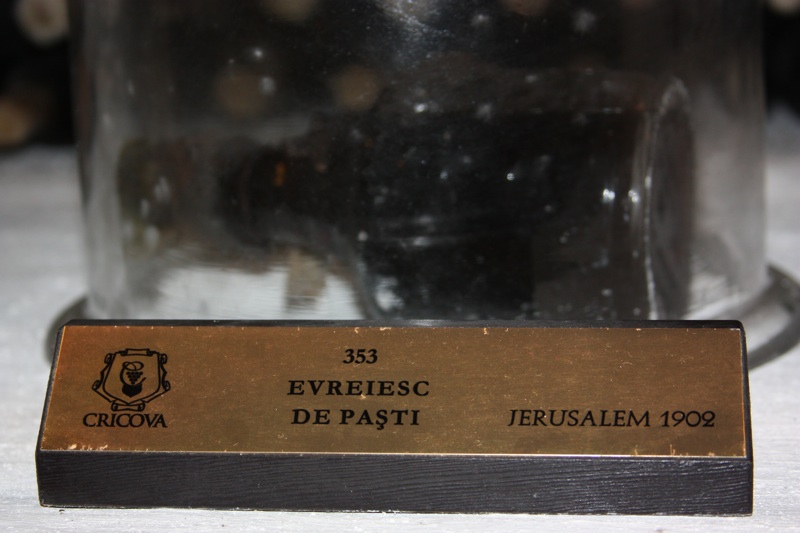 353
EVREIESC
DE PAŞTI
CRICOVA
JERUSALEM 1902